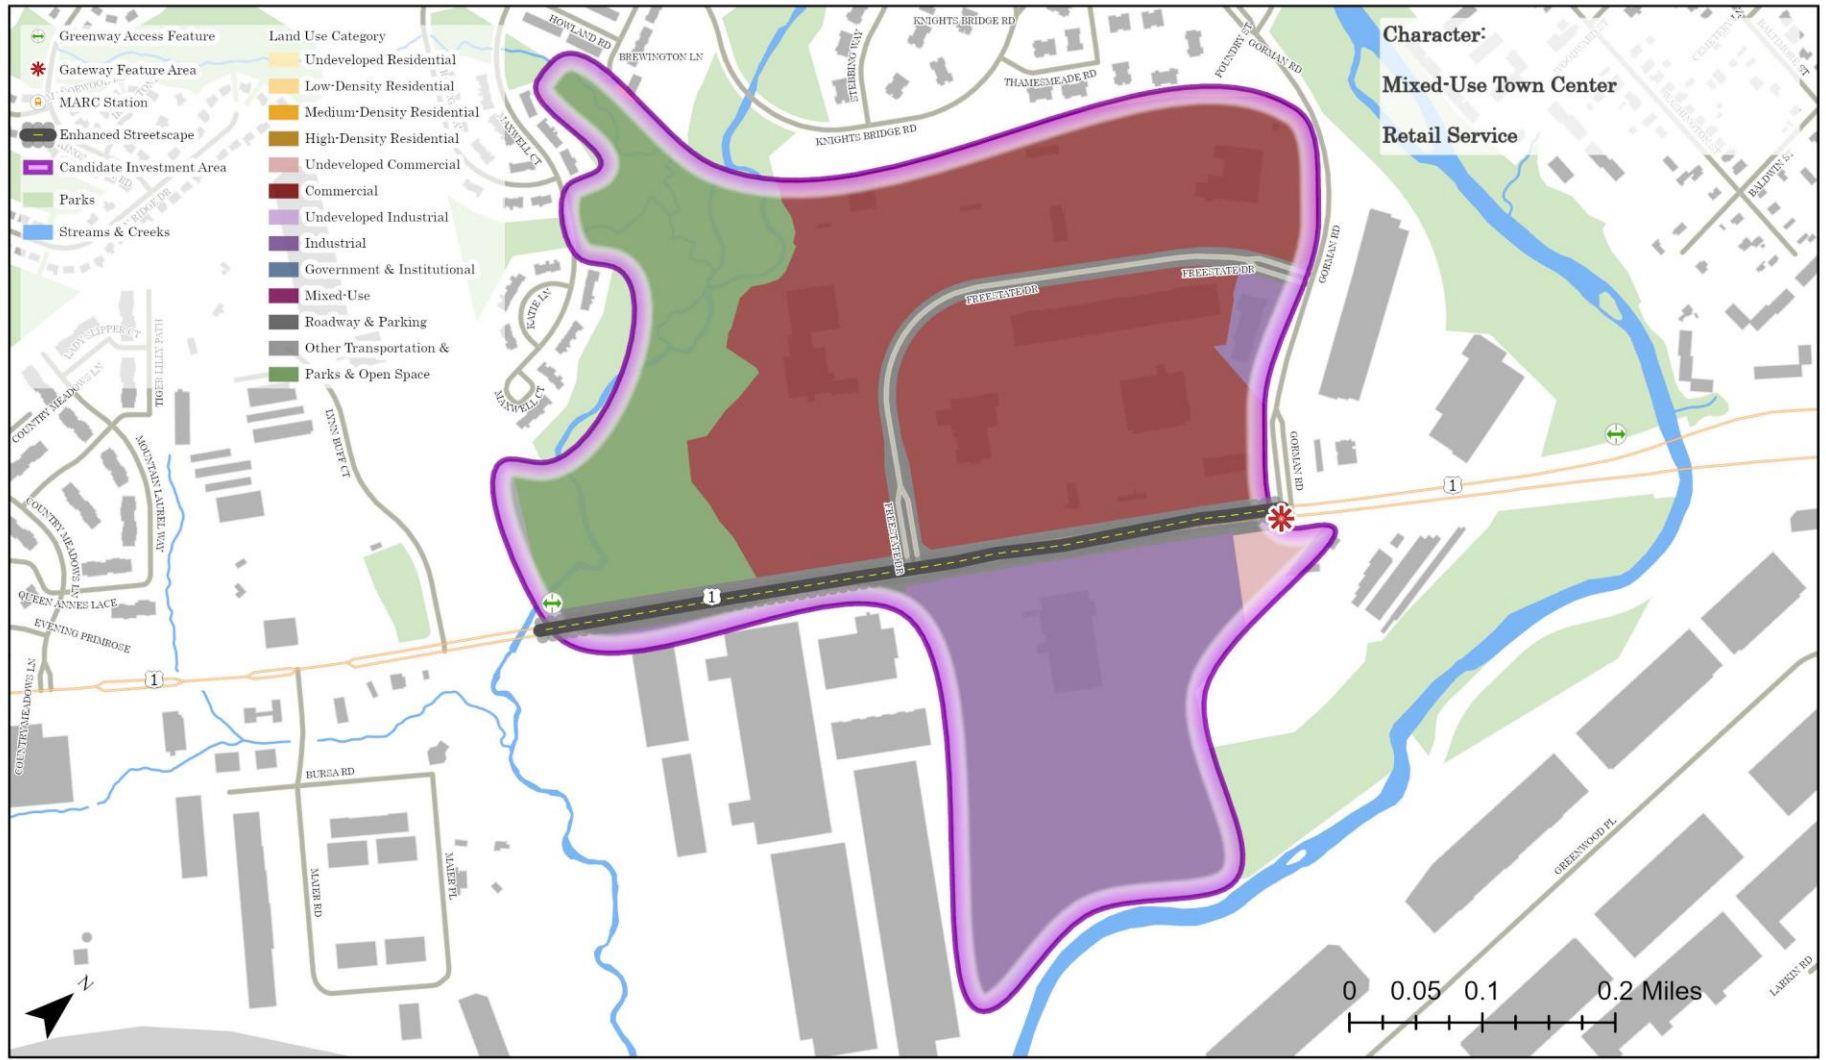 Greenway Access Feature
Gateway Feature Area
MARC Station
Enhanced Streetscape
Candidate Investment Area
Parks
Streams & Creeks
Land Use Category
Undeveloped Residential
Low-Density Residential
Medium-Density Residential
High-Density Residential
Undeveloped Commercial
Commercial
Undeveloped Industrial
Industrial
Government & Institutional
Mixed-Use
Roadway & Parking
Other Transportation &
Parks & Open Space
Character:
Mixed-Use Town Center
Retail Service
HOWLAND RD
BREWINGTON LN
STEBBING WAY
KNIGHTS BRIDGE RD
THAMESMEADE RD
FOUNDRY ST
GORMAN RD
KNIGHTS BRIDGE RD
MAXWELL CT
BALDWIN ST
GORMAN RD
FREESTATE DR
FREESTATE DR
KATIE LN
MAXWELL CT
LADY SLIPPER CT
TIGER LILLY PATH
COUNTRY MEADOWS LN
MOUNTAIN LAUREL WAY
LYNN BUFF CT
GORMAN RD
1
COUNTRY MEADOWS LN
FREESTATE DR
1
QUEEN ANNES LACE
EVENING PRIMROSE
1
COUNTRY MEADOWS LN
BURSA RD
MAIER RD
MAIER PL
GREENWOOD PL
LARKIN RD
N
0 0.05 0.1 0.2 Miles